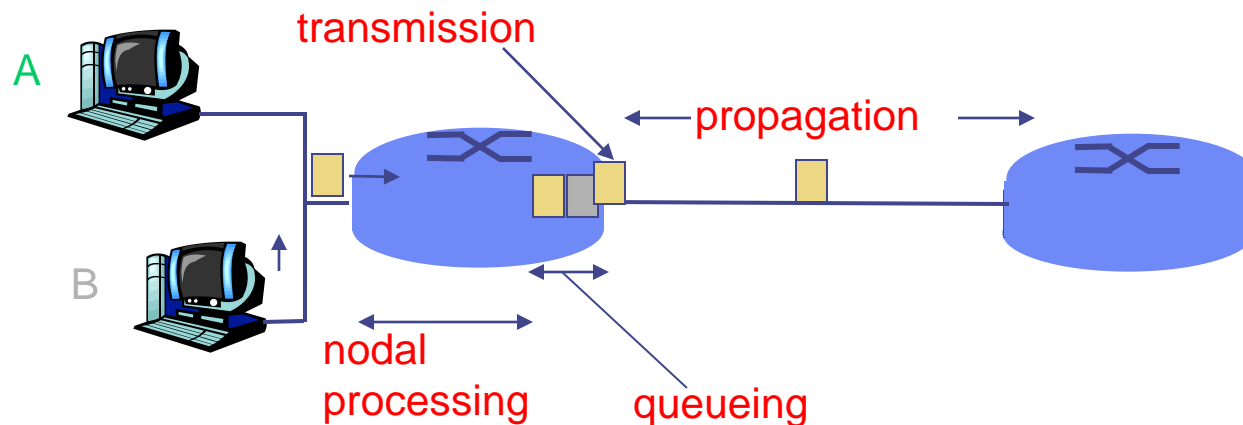 transmission
A
propagation
B
nodal
processing
queueing